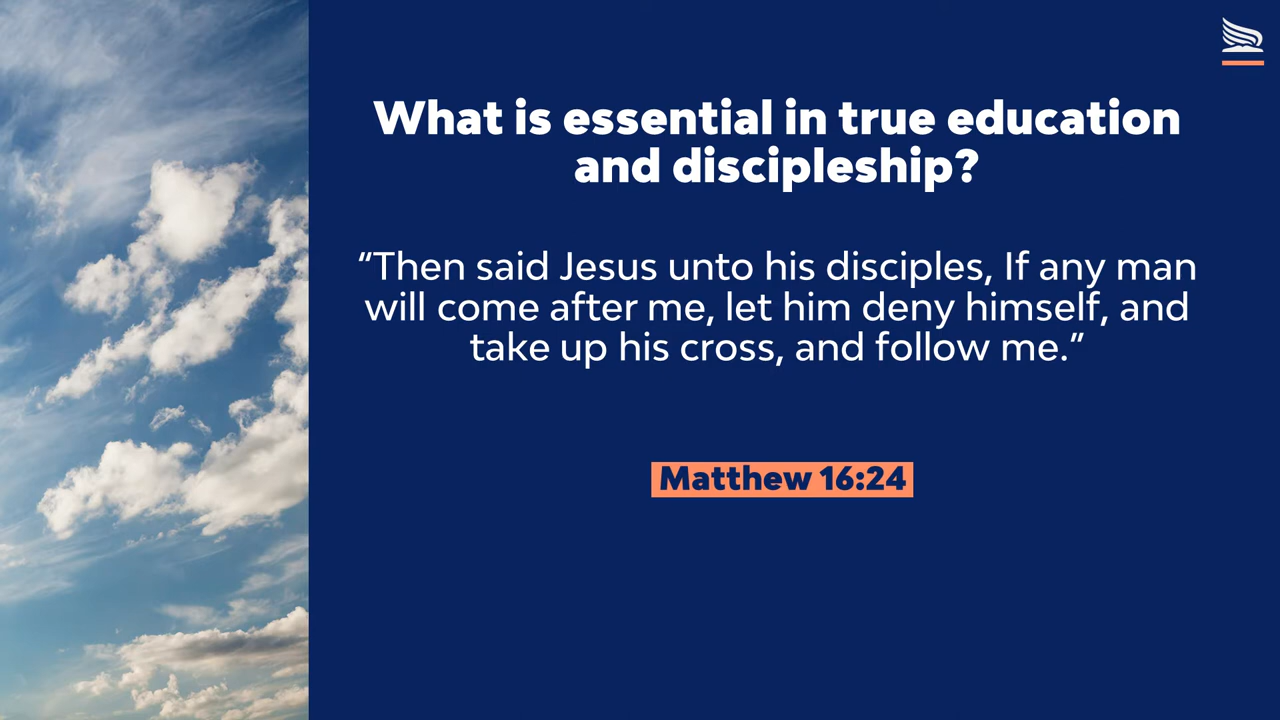 What is essential in true education
and discipleship?
“Then said Jesus unto his disciples, If any man
will come after me, let him deny himself, and
take up his cross, and follow me.”
Matthew 16:24